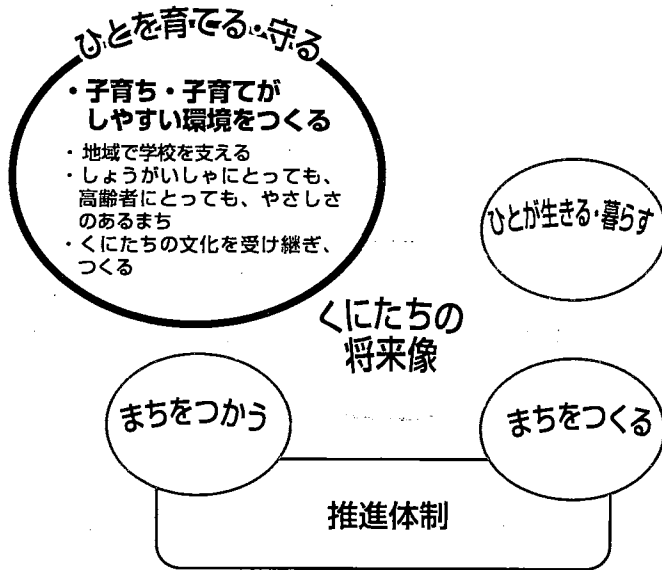 ひとを育てる・守る
・子育ち・子育てが
しやすい環境をつくる
・地域で学校を支える
・しょうがいしゃにとっても、
高齢者にとっても、やさしさ
のあるまち
・くにたちの文化を受け継ぎ、
つくる
ひとが生きる・暮らす
くにたちの
将来像
まちをつかう
まちをつくる
推進体制